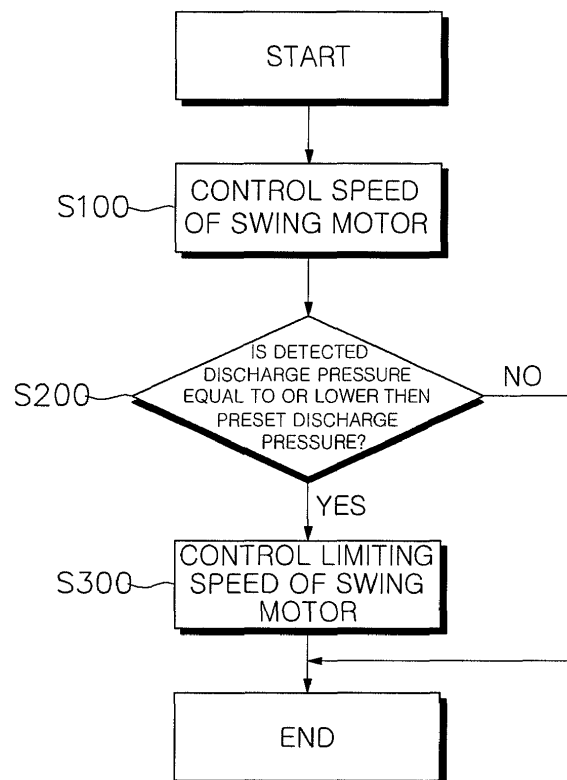 START
S100
CONTROL SPEED
OF SWING MOTOR
S200
IS DETECTED
DISCHARGE PRESSURE
EQUAL TO OR LOWER THEN
PRESET DISCHARGE
PRESSURE?
NO
YES
S300
CONTROL LIMITING
SPEED OF SWING
MOTOR
END